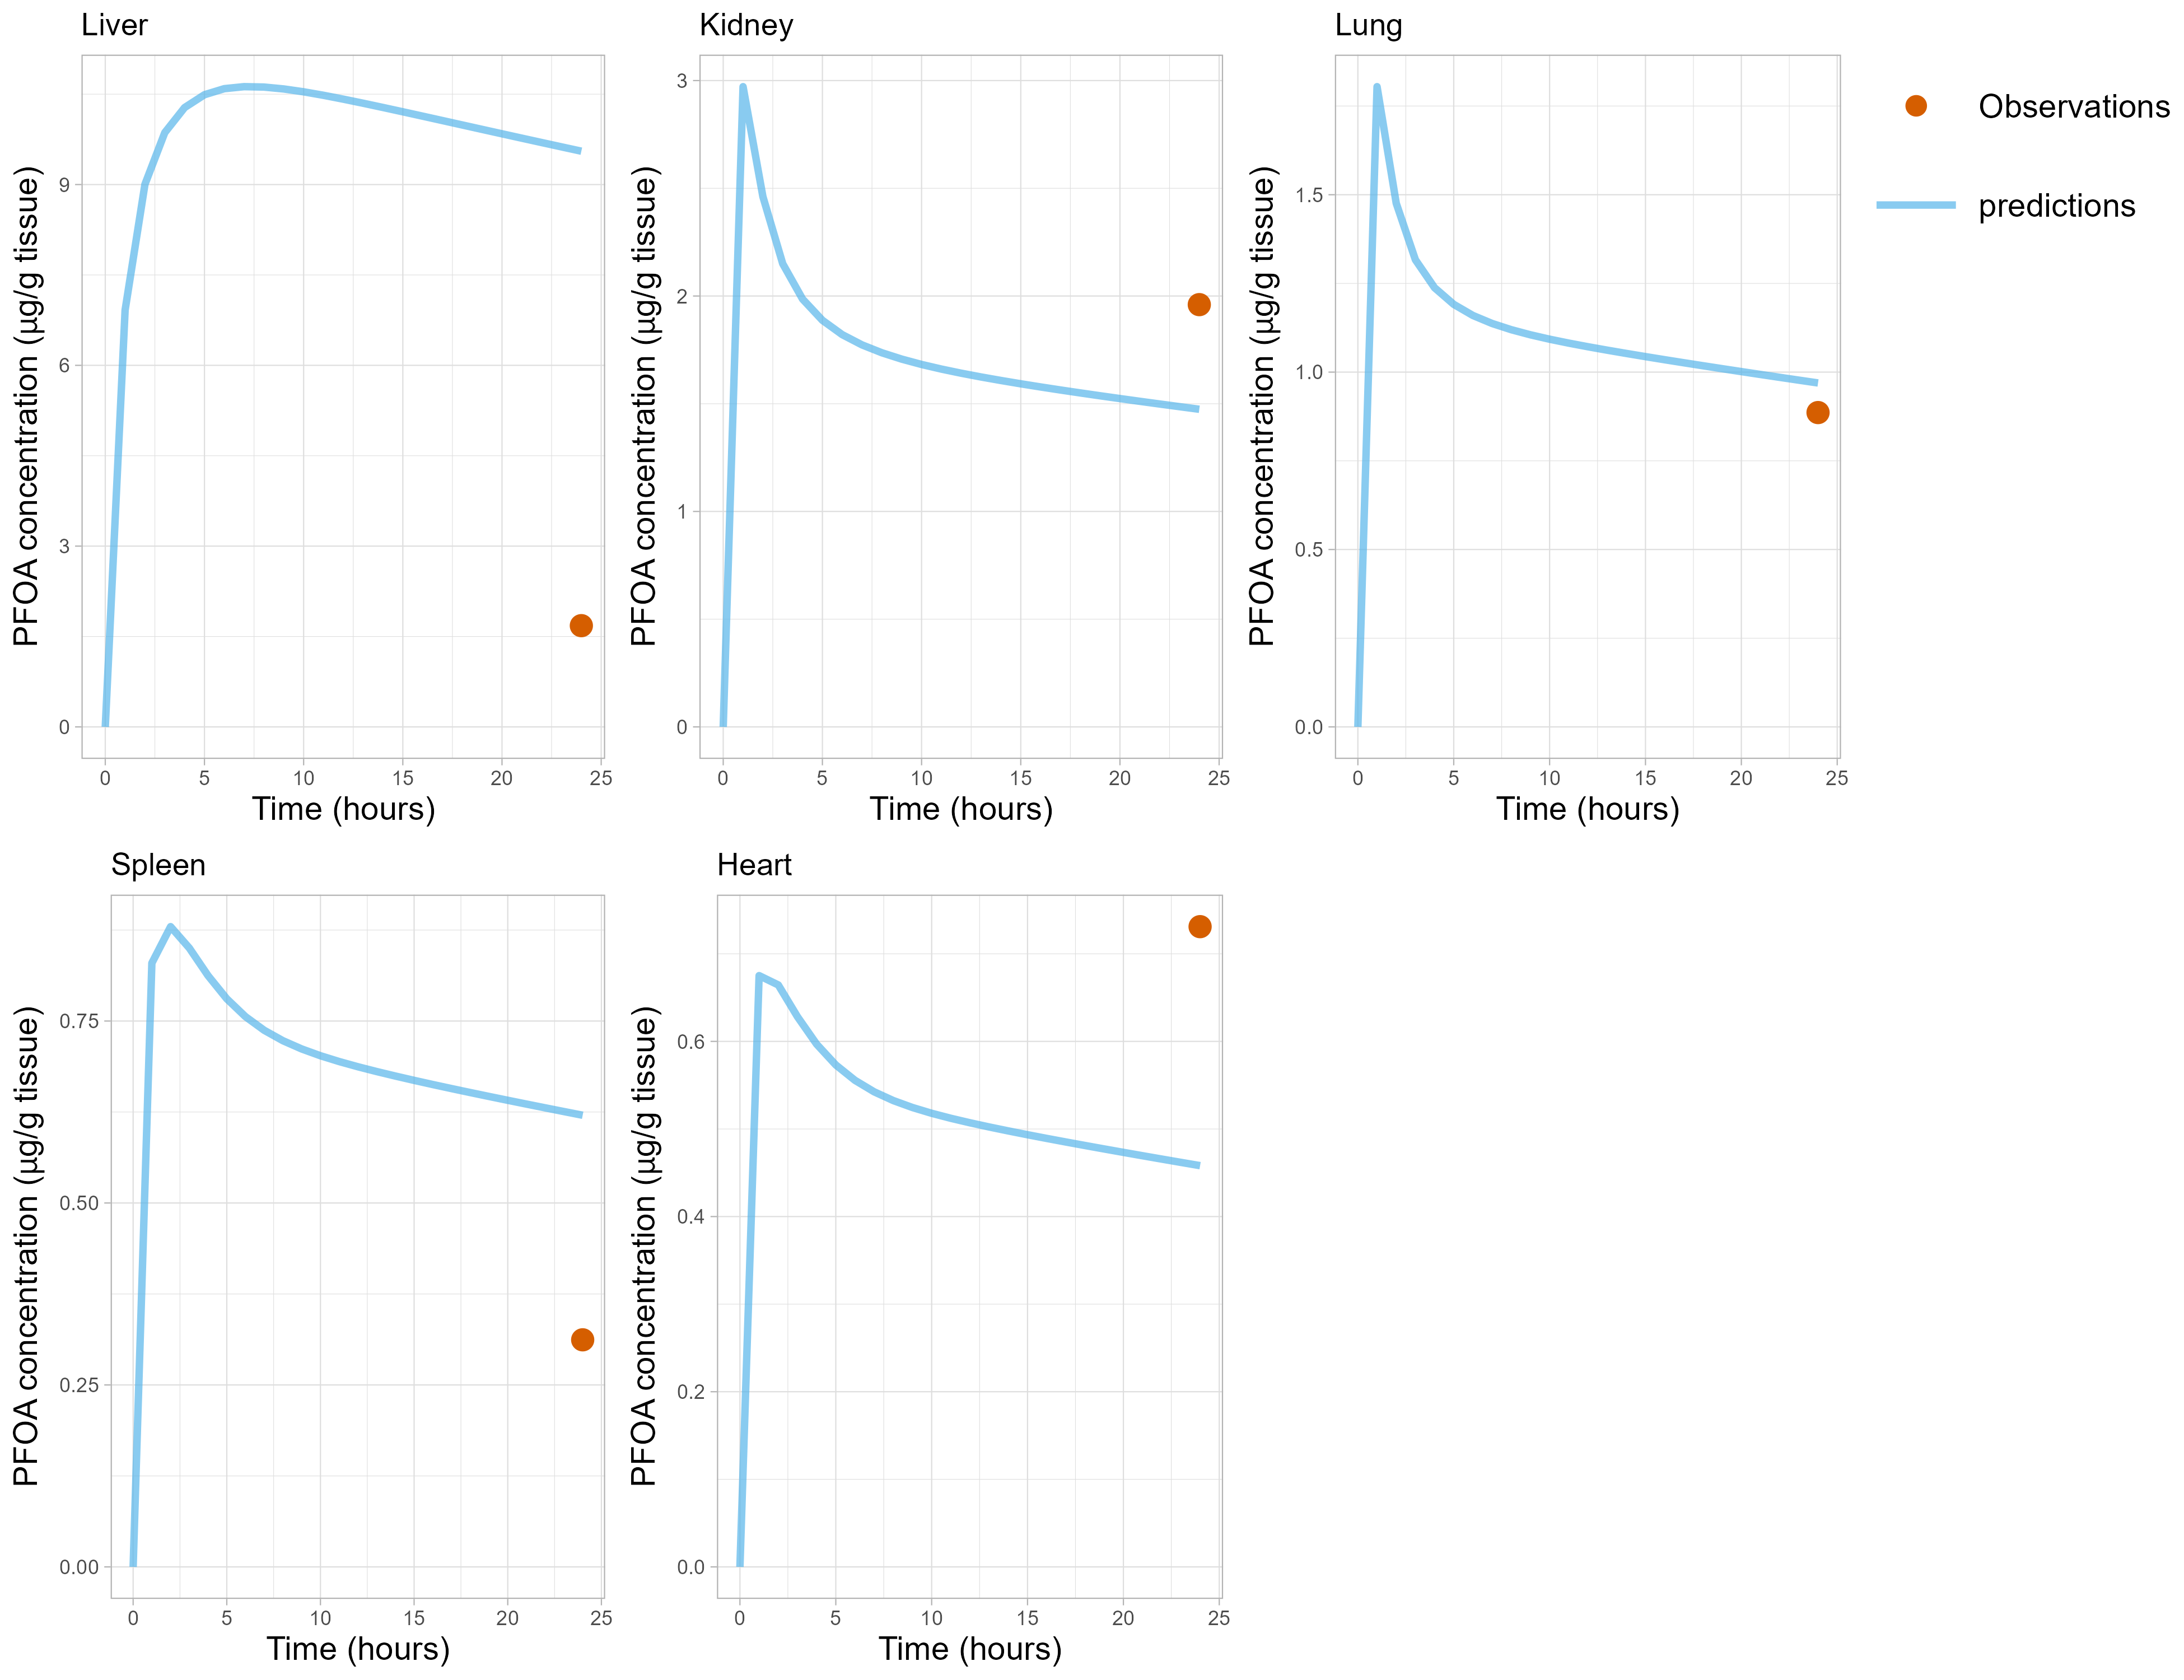 Liver
PFOA concentration (µg/g tissue)
9
6
3
0
0 5 10 15 20 25
Time (hours)
Kidney
PFOA concentration (µg/g tissue)
3
2
1
0
0 5 10 15 20 25
Time (hours)
Lung
PFOA concentration (µg/g tissue)
1.5
1.0
0.5
0.0
0 5 10 15 20 25
Time (hours)
Observations
predictions
Spleen
PFOA concentration (µg/g tissue)
0.75
0.50
0.25
0.00
0 5 10 15 20 25
Time (hours)
Heart
PFOA concentration (µg/g tissue)
0.6
0.4
0.2
0.0
0 5 10 15 20 25
Time (hours)